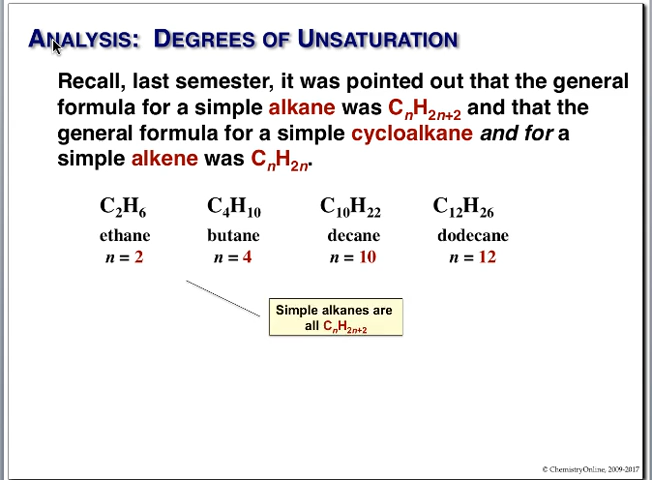 ANALYSIS: DEGREES OF UNSATURATION
Recall, last semester, it was pointed out that the general
formula for a simple alkane was CnH2n+2 and that the
general formula for a simple cycloalkane and for a
simple alkene was CnH2n.
C2H6 C4H10 C10H22 C12H26
ethane butane decane dodecane
n = 2 n = 4 n = 10 n = 12
Simple alkanes are
all CnH2n+2
© ChemistryOnline, 2009-2017